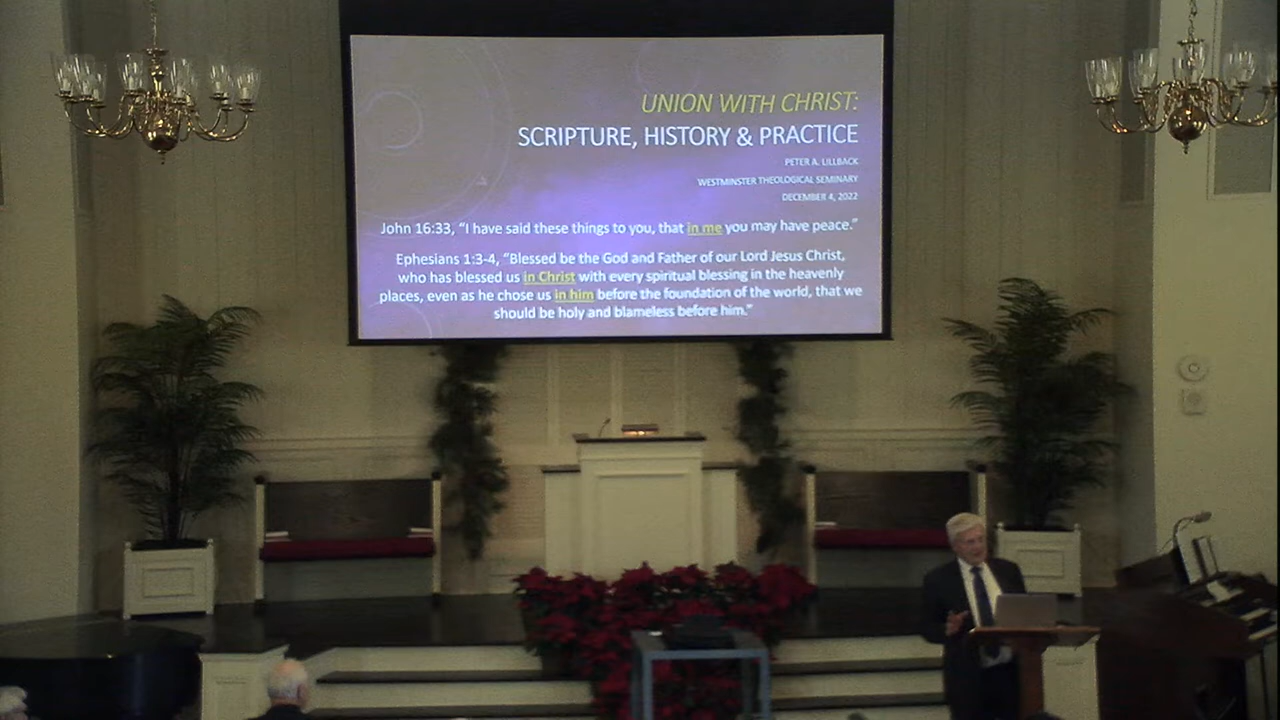 UNION WITH CHRIST:
SCRIPTURE, HISTORY & PRACTICE
PETER A. LILLBACK
WESTMINSTER THEOLOGICAL SEMINARY
DECEMBER 4, 2022
John 16:33, “I have said these things to you, that in me you may have peace.”
Ephesians 1:3-4, “Blessed be the God and Father of our Lord Jesus Christ,
who has blessed us in Christ with every spiritual blessing in the heavenly
places, even as he chose us in him before the foundation of the world, that we
should be holy and blameless before him.”